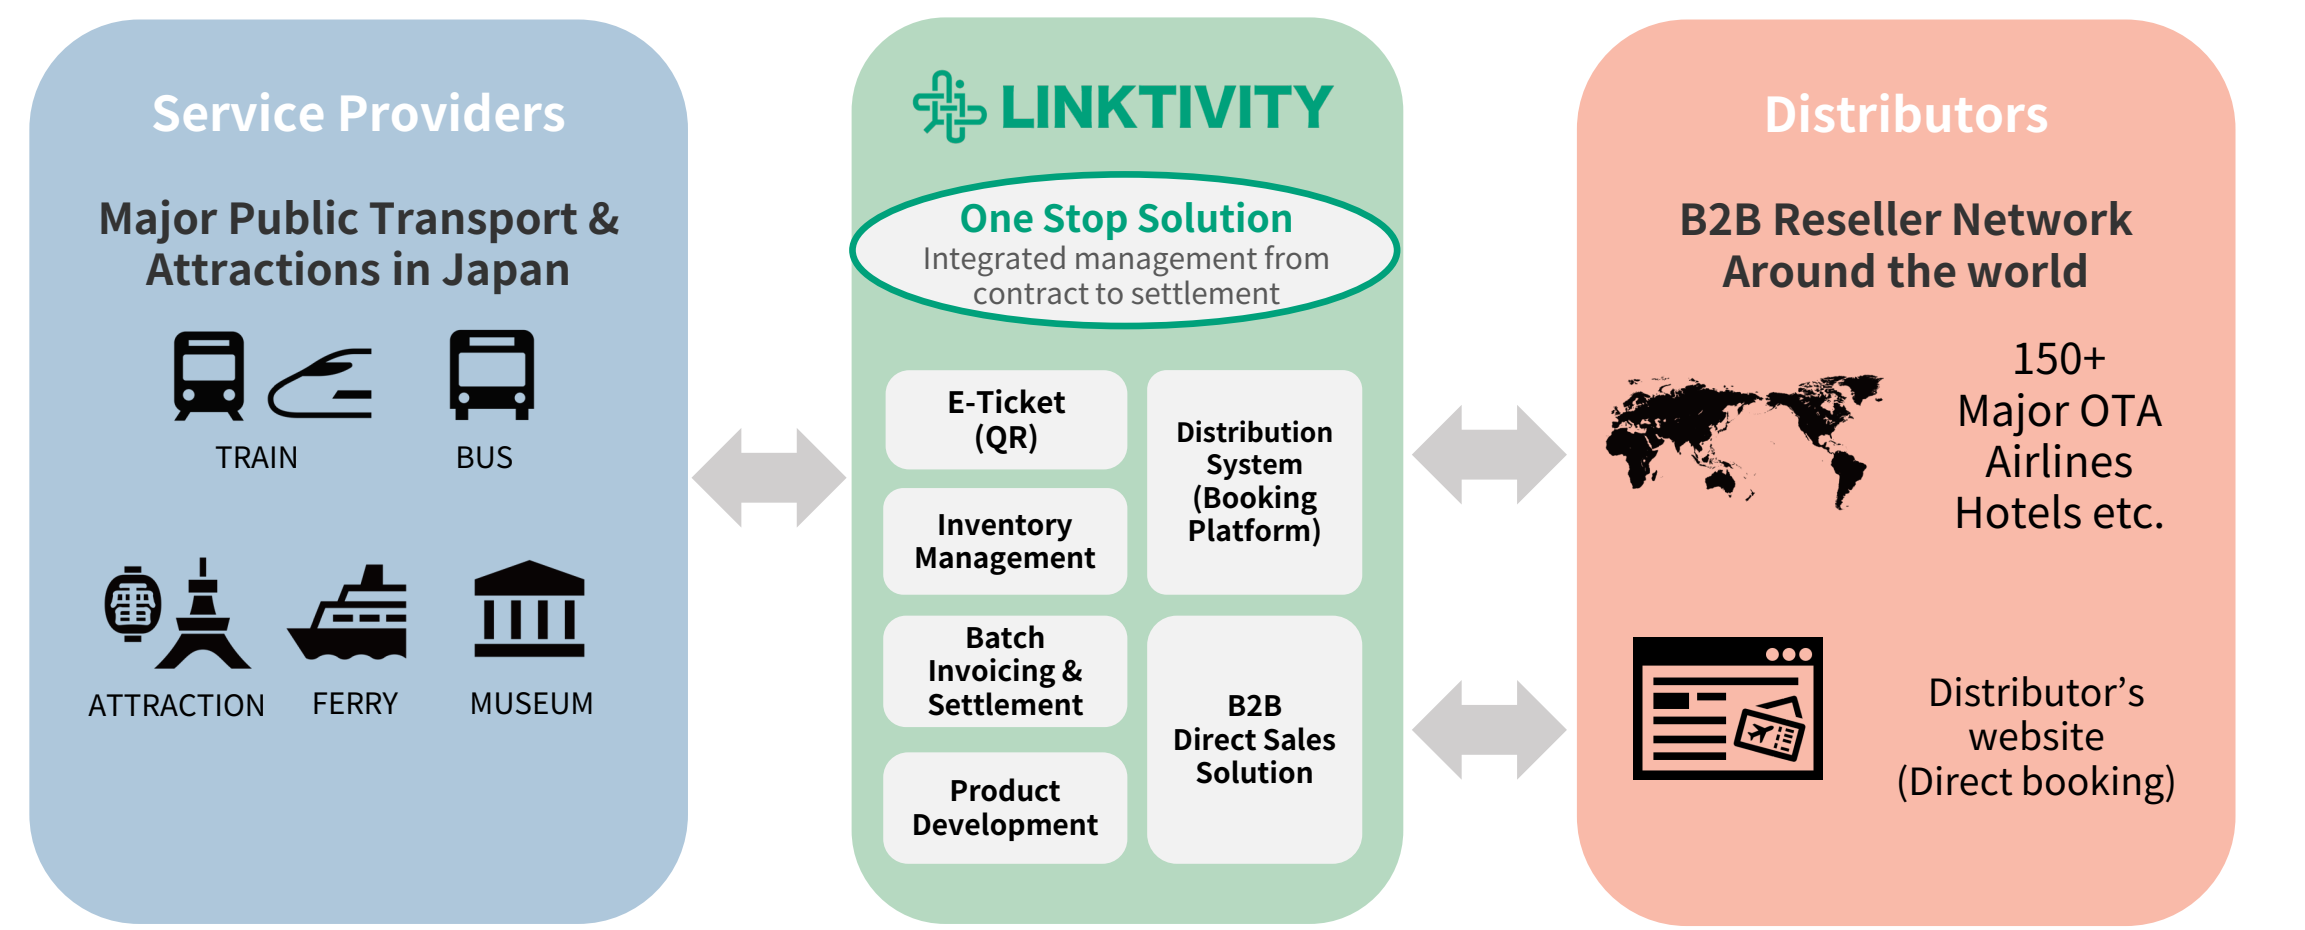 Service Providers
Major Public Transport &
Attractions in Japan
TRAIN
BUS
電
ATTRACTION
FERRY
MUSEUM
LINKTIVITY
One Stop Solution
Integrated management from
contract to settlement
E-Ticket
(QR)
Inventory
Management
Batch
Invoicing &
Settlement
Product
Development
Distribution
System
(Booking
Platform)
B2B
Direct Sales
Solution
Distributors
B2B Reseller Network
Around the world
150+
Major OTA
Airlines
Hotels etc.
Distributor’s
website
(Direct booking)